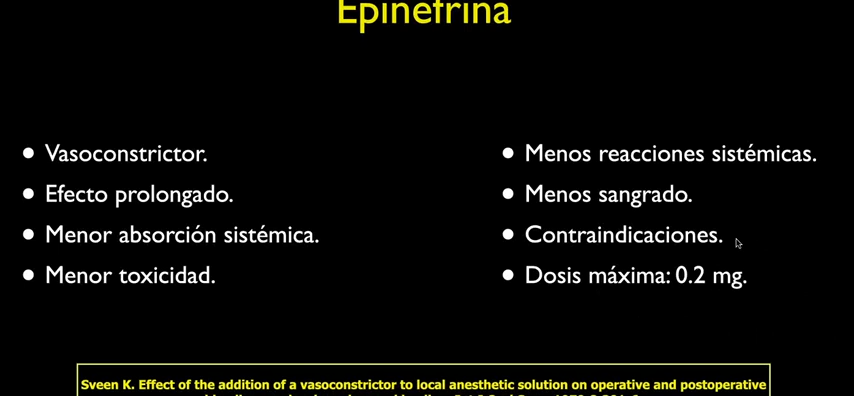 Epinefrina
• Vasoconstrictor.
• Efecto prolongado.
• Menor absorción sistémica.
• Menor toxicidad.
• Menos reacciones sistémicas.
• Menos sangrado.
• Contraindicaciones.
• Dosis máxima: 0.2 mg.
Sveen K. Effect of the addition of a vasoconstrictor to local anesthetic solution on operative and postoperative